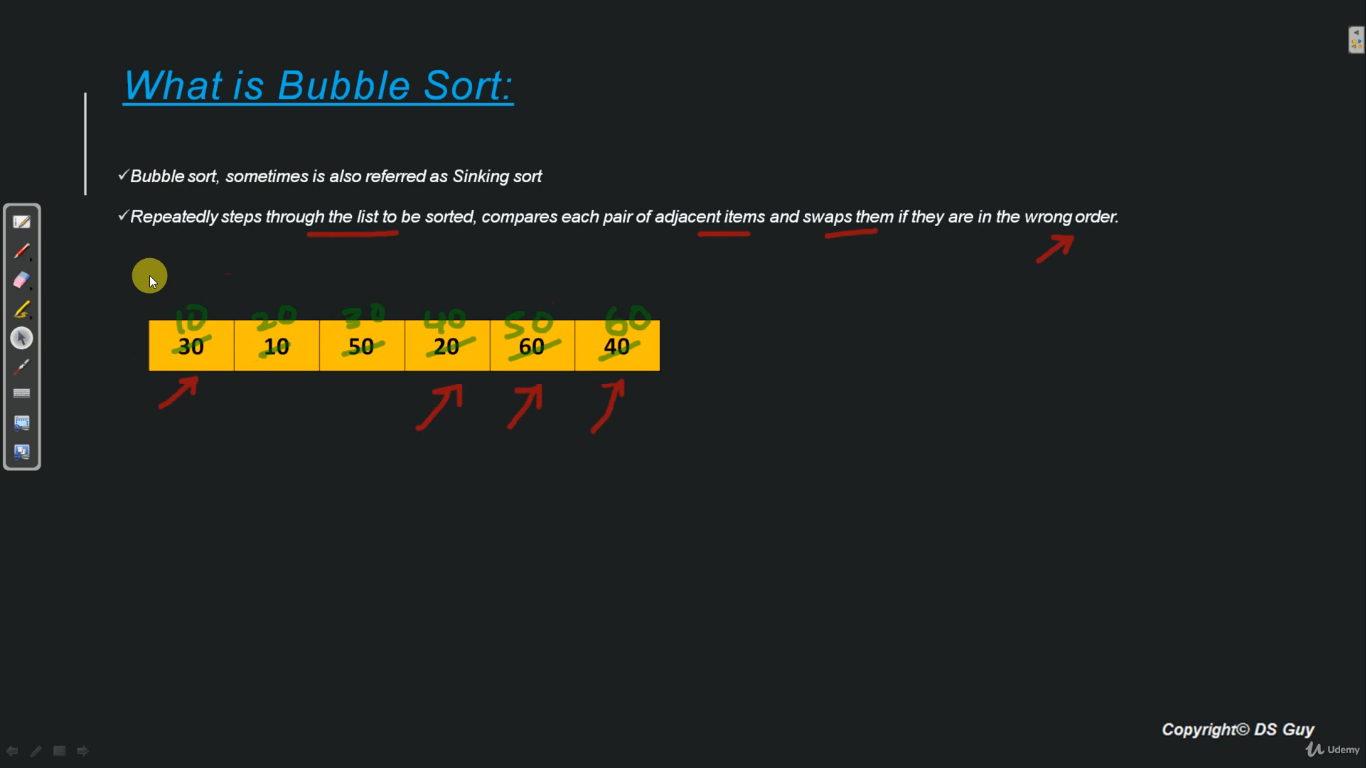 What is Bubble Sort:
✓Bubble sort, sometimes is also referred as Sinking sort
✓Repeatedly steps through the list to be sorted, compares each pair of adjacent items and swaps them if they are in the wrong order.
10 20 30 40 50 60
30 10 50 20 60 40
Copyright© DS Guy
Udemy